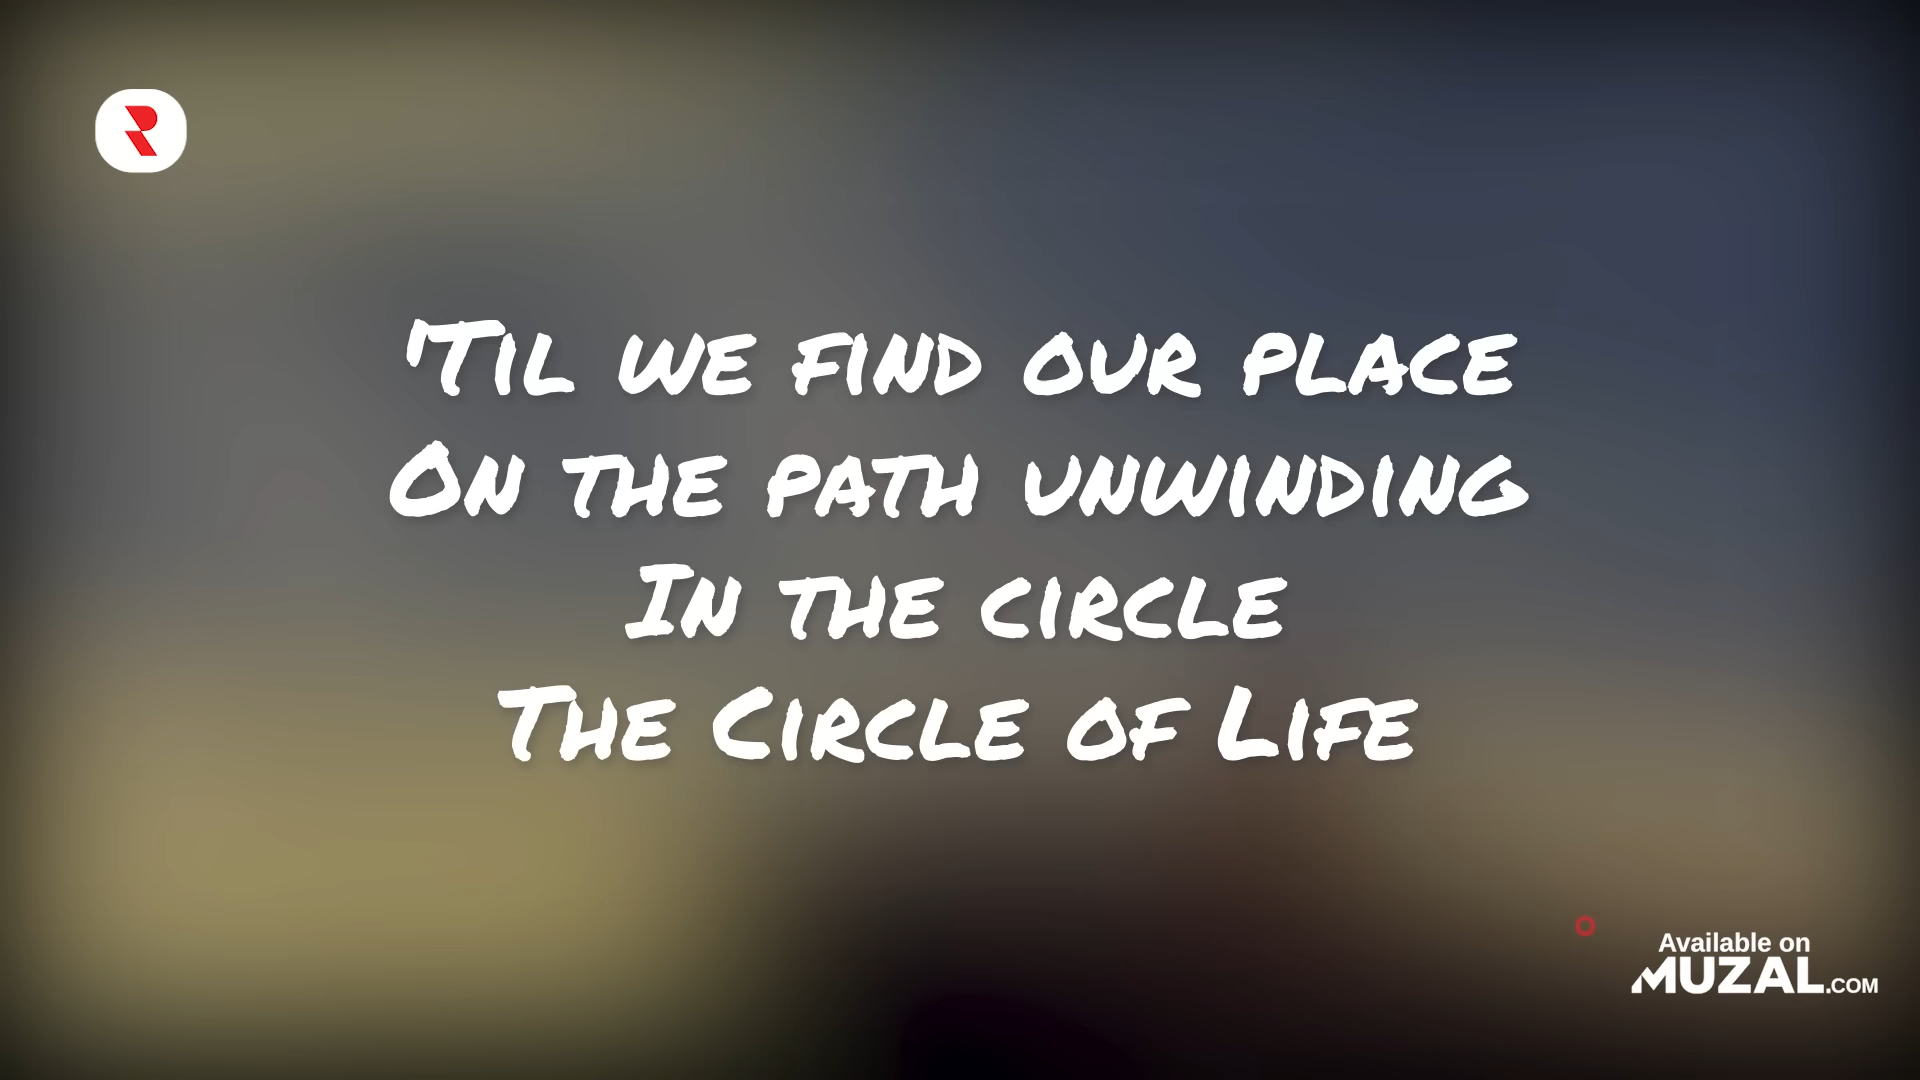 'Til we find our place
On the path unwinding
In the circle
The Circle of Life
Available on
MUZAL.COM